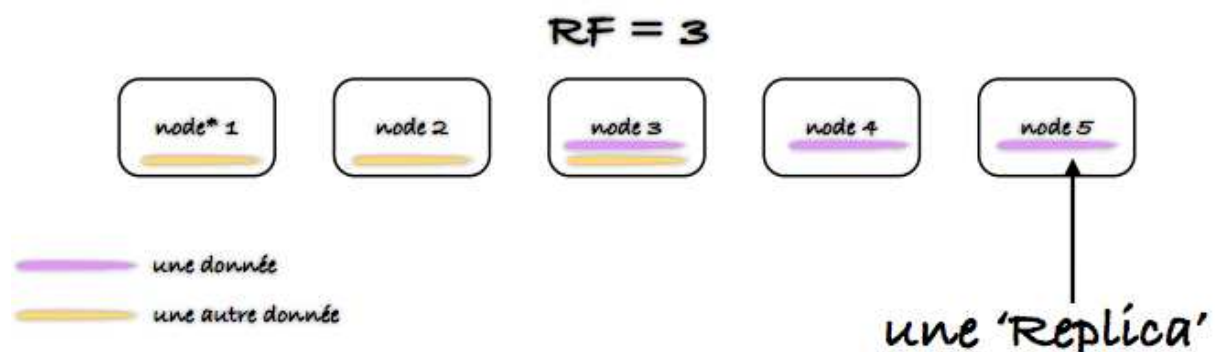 RF = 3
node* 1
node 2
node 3
node 4
node 5
une donnée
une autre donnée
une 'Replica'